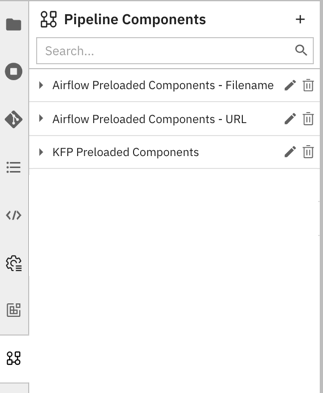 Pipeline Components
Search...
Airflow Preloaded Components - Filename
Airflow Preloaded Components - URL
KFP Preloaded Components